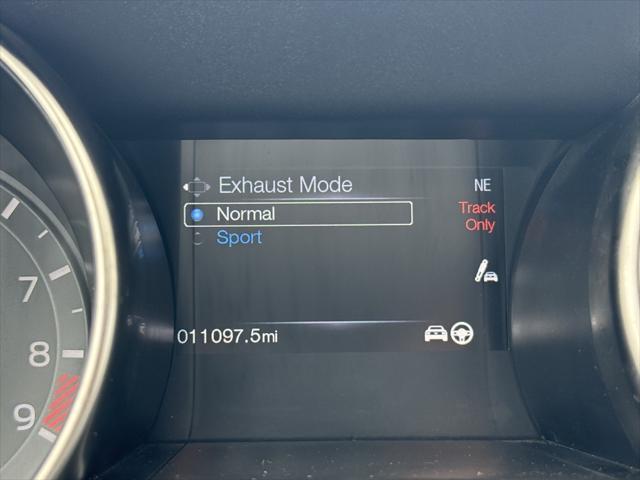 Exhaust Mode
NE
Normal
Track
Only
Sport
7
8
9
011097.5mi